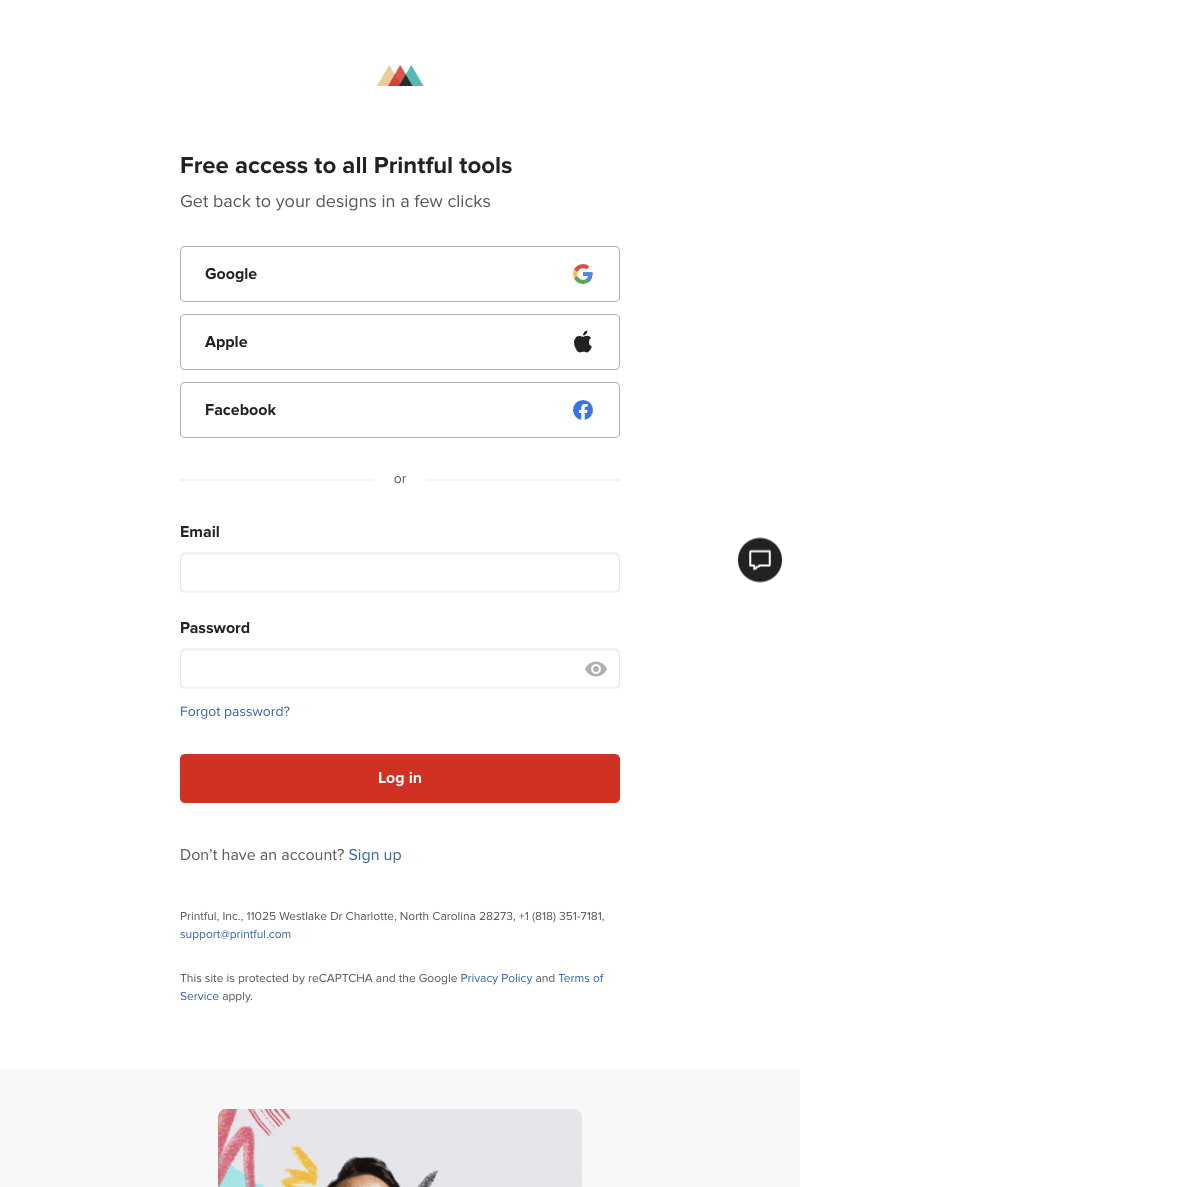 Free access to all Printful tools
Get back to your designs in a few clicks
Google
Apple
Facebook
or
Email
Password
Forgot password?
Log in
Don’t have an account? Sign up
Printful, Inc., 11025 Westlake Dr Charlotte, North Carolina 28273, +1 (818) 351-7181,
support@printful.com
This site is protected by reCAPTCHA and the Google Privacy Policy and Terms of
Service apply.